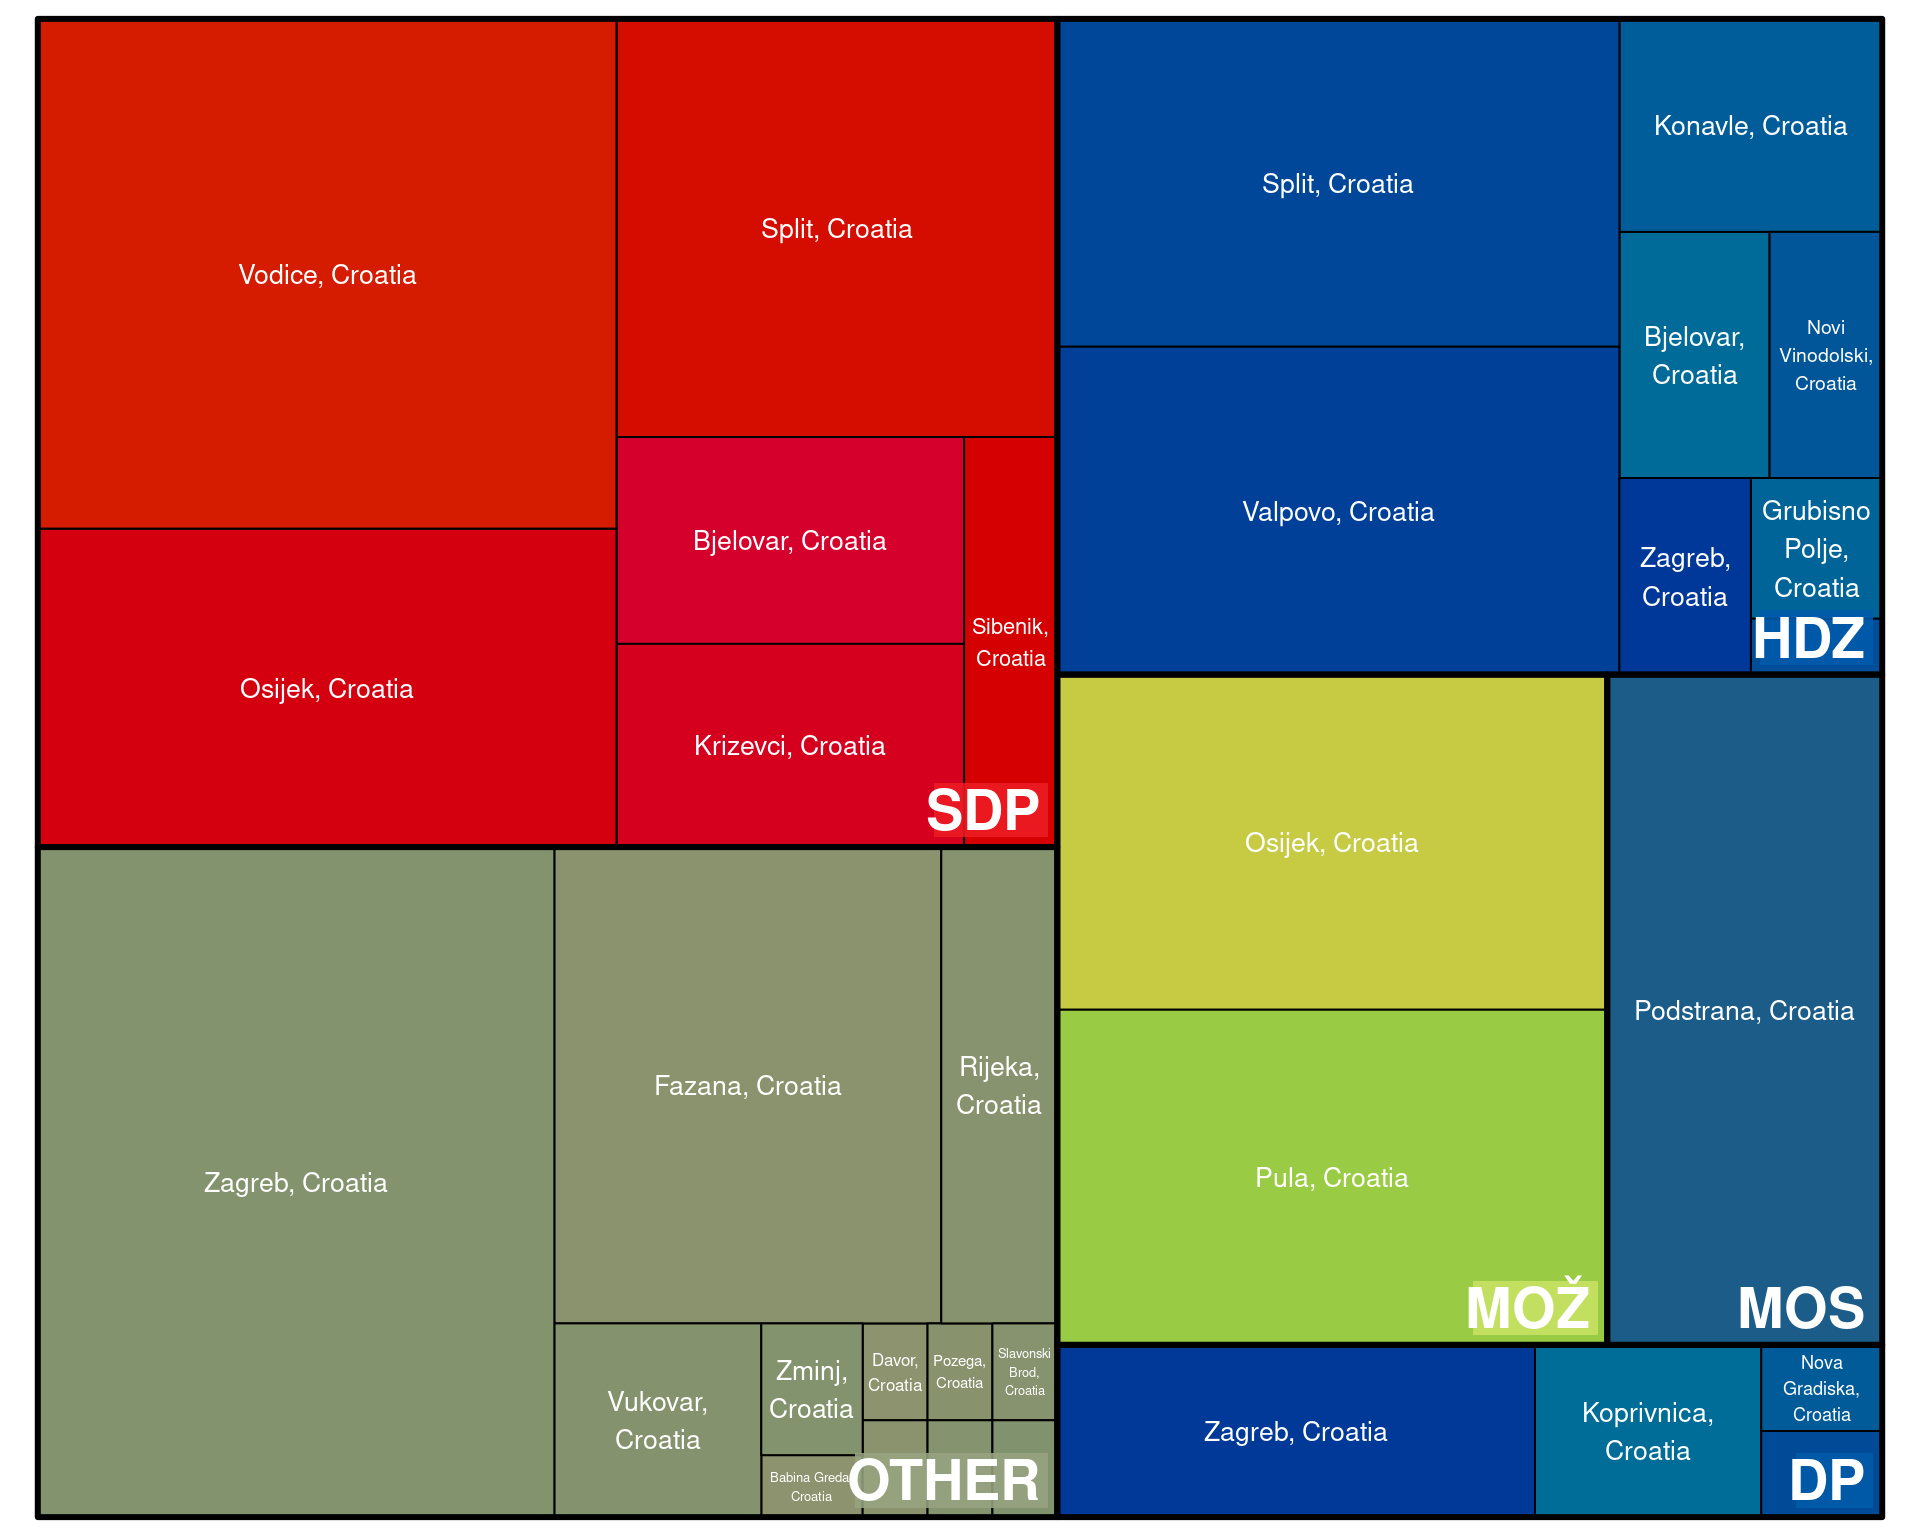 Vodice, Croatia
Split, Croatia
Osijek, Croatia
Bjelovar, Croatia
Krizevci, Croatia
Sibenik,
Croatia
SDP
Split, Croatia
Konavle, Croatia
Bjelovar,
Croatia
Novi
Vinodolski,
Croatia
Valpovo, Croatia
Zagreb,
Croatia
Grubisno
Polje,
Croatia
HDZ
Zagreb, Croatia
Fazana, Croatia
Rijeka,
Croatia
Vukovar,
Croatia
Zminj,
Croatia
Davor,
Croatia
Pozega,
Croatia
Slavonski
Brod,
Croatia
Babina Greda,
Croatia
OTHER
Osijek, Croatia
Pula, Croatia
MOŽ
Podstrana, Croatia
MOS
Zagreb, Croatia
Koprivnica,
Croatia
Nova
Gradiska,
Croatia
DP